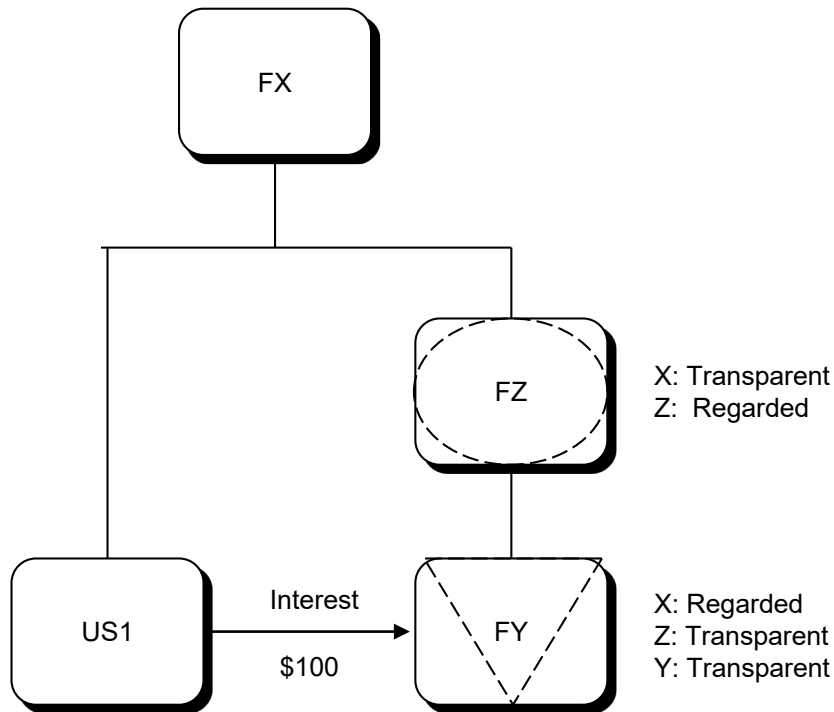 FX
FZ
X: Transparent
Z: Regarded
US1
Interest
$100
FY
X: Regarded
Z: Transparent
Y: Transparent